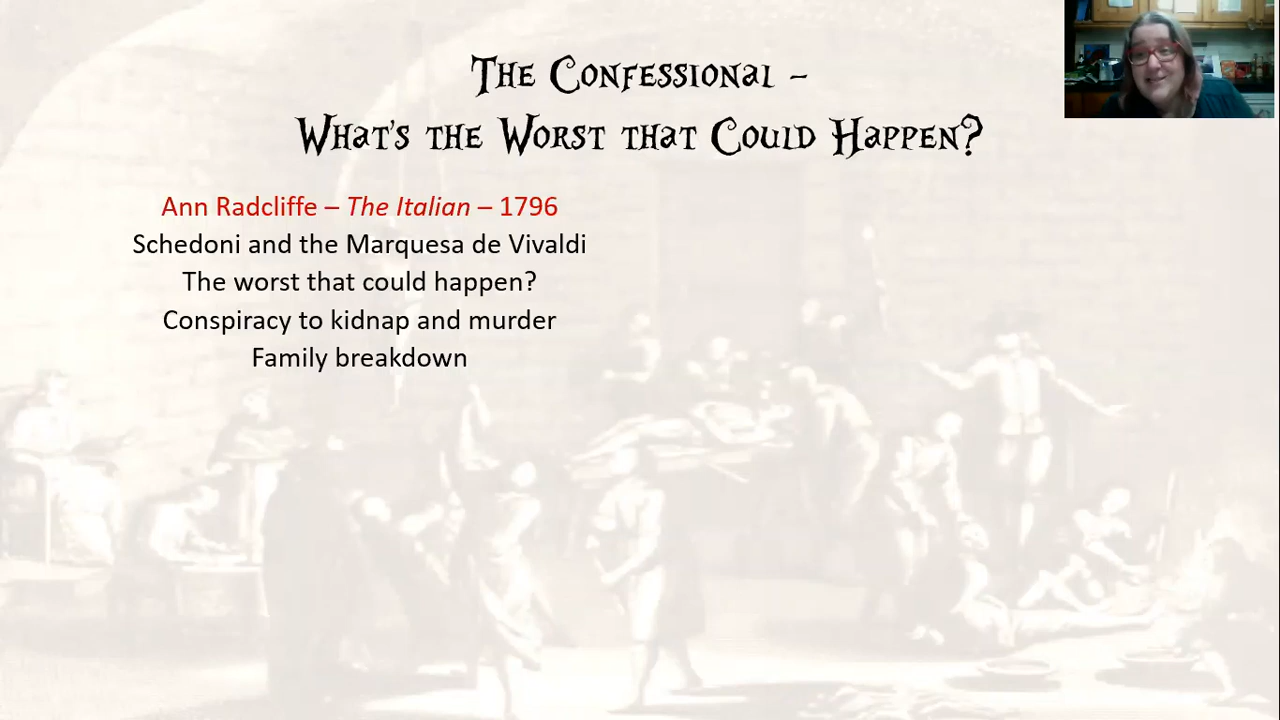 The Confessional –
What's the Worst that Could Happen?
Ann Radcliffe – The Italian – 1796
Schedoni and the Marquesa de Vivaldi
The worst that could happen?
Conspiracy to kidnap and murder
Family breakdown